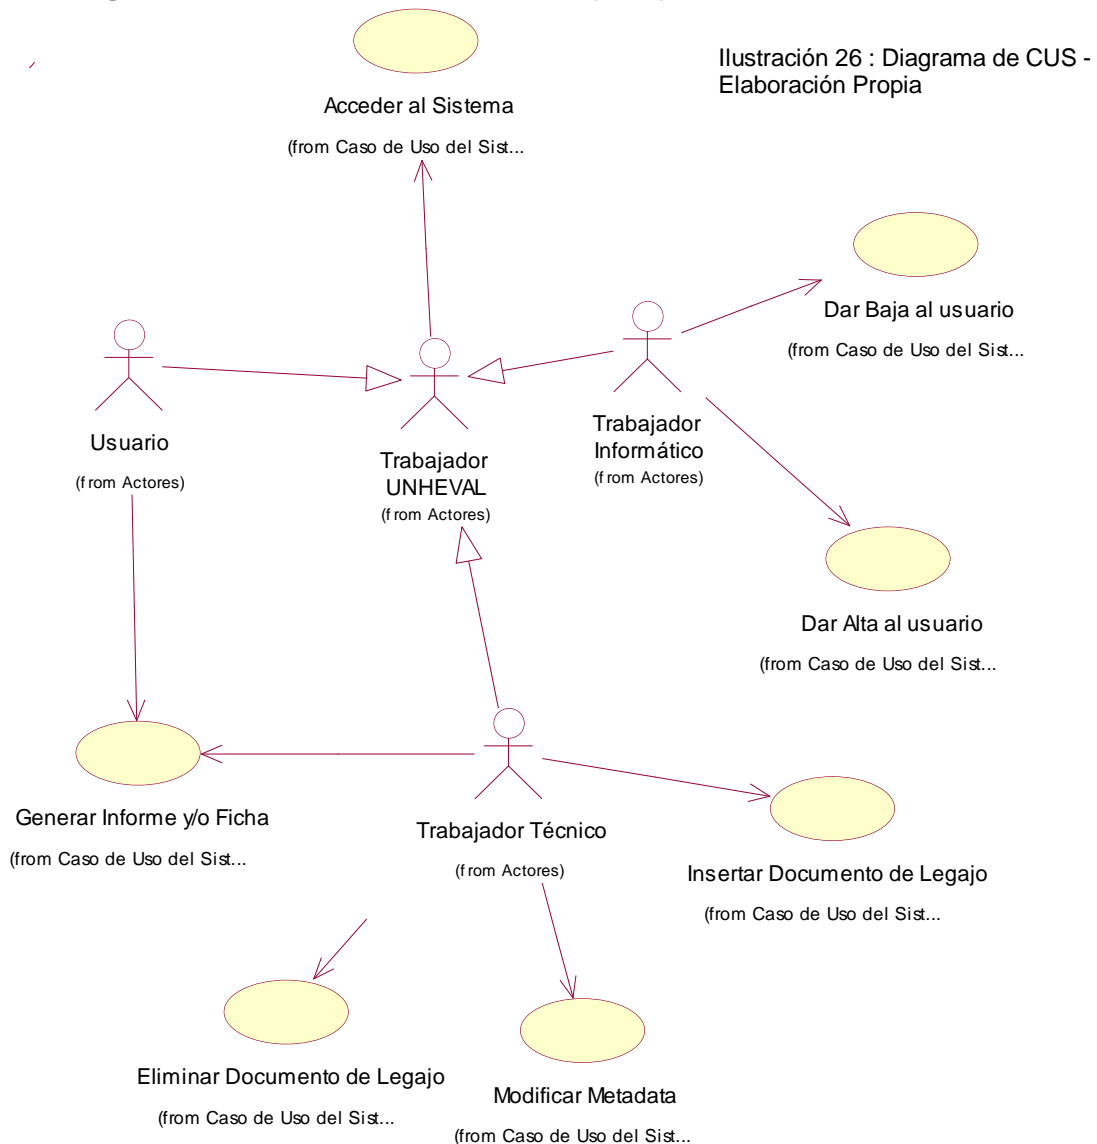 Acceder al Sistema
(from Caso de Uso del Sist...
Ilustración 26 : Diagrama de CUS -
Elaboración Propia
Dar Baja al usuario
(from Caso de Uso del Sist...
Usuario
(from Actores)
Trabajador
UNHEVAL
(from Actores)
Trabajador
Informático
(from Actores)
Dar Alta al usuario
(from Caso de Uso del Sist...
Generar Informe y/o Ficha
(from Caso de Uso del Sist...
Trabajador Técnico
(from Actores)
Insertar Documento de Legajo
(from Caso de Uso del Sist...
Eliminar Documento de Legajo
(from Caso de Uso del Sist...
Modificar Metadata
(from Caso de Uso del Sist...